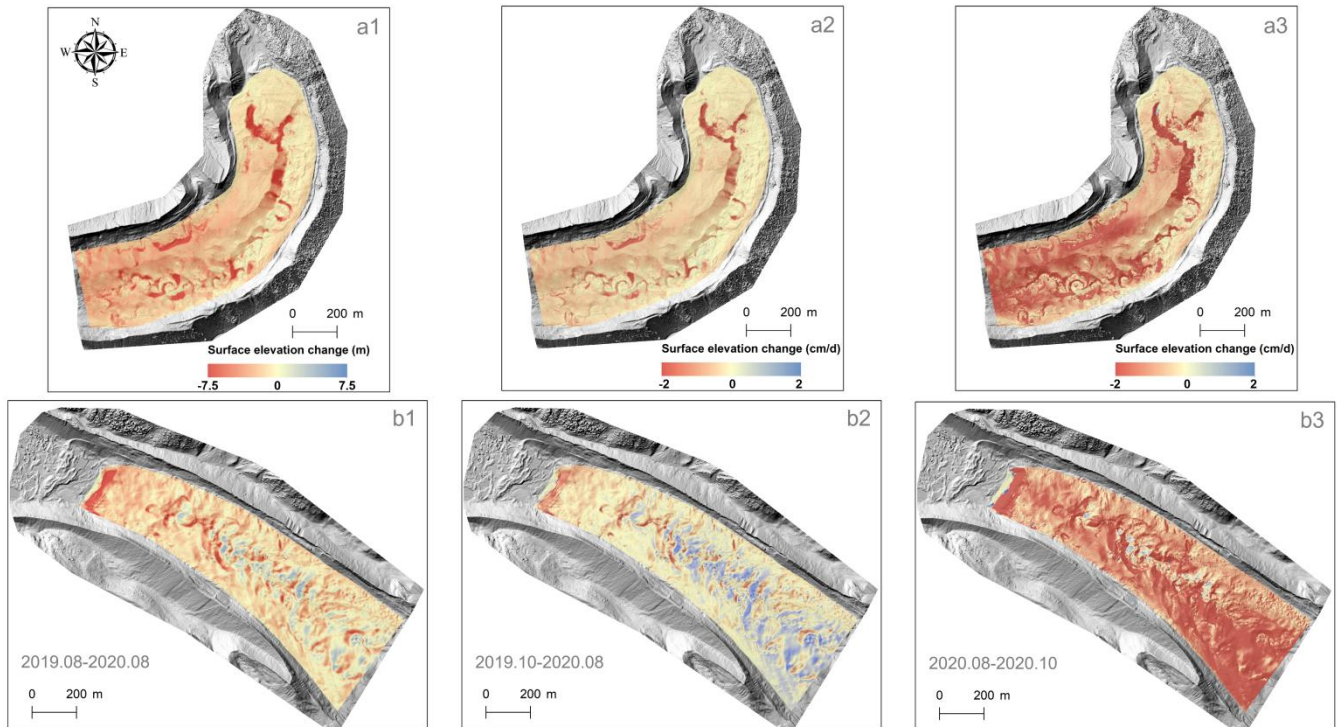 a1
a2
a3
N
W
E
S
0 200 m
0 200 m
0 200 m
Surface elevation change (m)
-7.5 0 7.5
Surface elevation change (cm/d)
-2 0 2
Surface elevation change (cm/d)
-2 0 2
b1
b2
b3
2019.08-2020.08
2019.10-2020.08
2020.08-2020.10
0 200 m
0 200 m
0 200 m